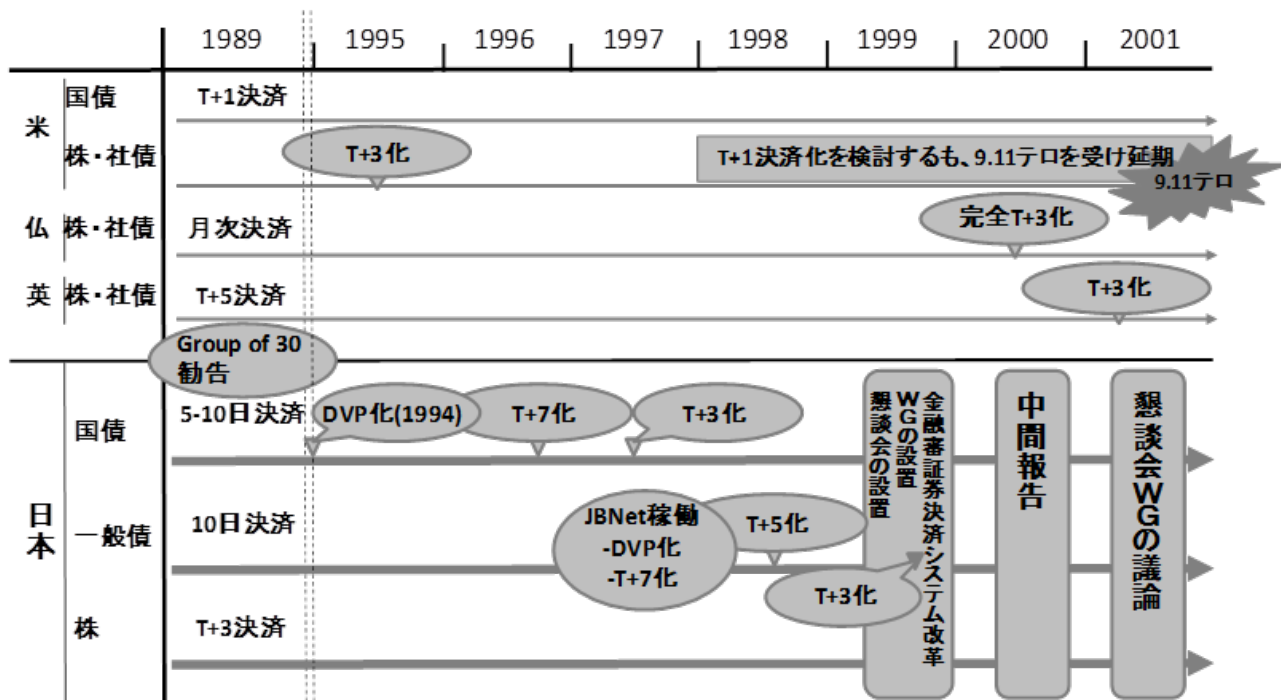 1989 1995 1996 1997 1998 1999 2000 2001
米
国債
T+1決済
株・社債
T+3化
T+1決済化を検討するも、9.11テロを受け延期
9.11テロ
仏
株・社債
月次決済
完全T+3化
英
株・社債
T+5決済
T+3化
Group of 30
勧告
日本
国債
5-10日決済
DVP化(1994)
T+7化
T+3化
一般債
10日決済
JBNet稼働
-DVP化
-T+7化
T+5化
T+3化
株
T+3決済
金融審証券決済システム改革
WGの設置
懇談会の設置
中間報告
懇談会WGの議論